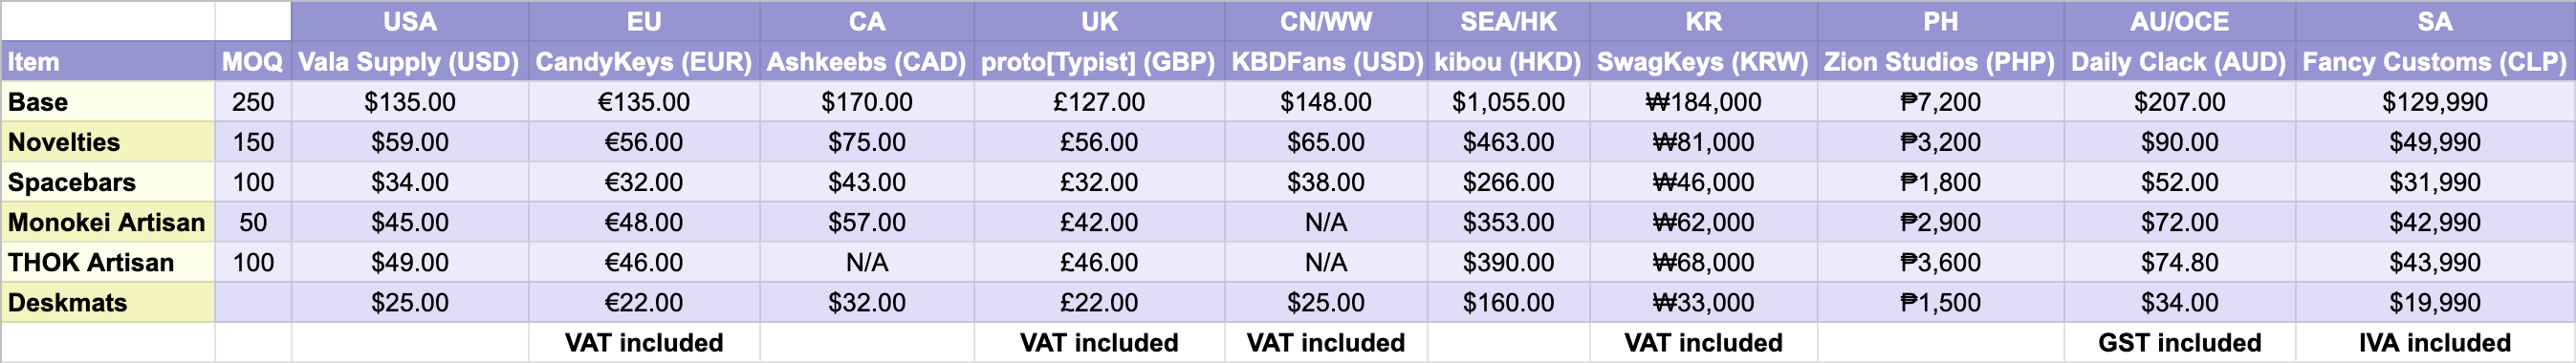 USA EU CA UK CN/WW SEA/HK KR PH AU/OCE SA
Item MOQ Vala Supply (USD) CandyKeys (EUR) Ashkeebs (CAD) proto[Typist] (GBP) KBDFans (USD) kibou (HKD) SwagKeys (KRW) Zion Studios (PHP) Daily Clack (AUD) Fancy Customs (CLP)
Base 250 $135.00 €135.00 $170.00 £127.00 $148.00 $1,055.00 ₩184,000 ₱7,200 $207.00 $129,990
Novelties 150 $59.00 €56.00 $75.00 £56.00 $65.00 $463.00 ₩81,000 ₱3,200 $90.00 $49,990
Spacebars 100 $34.00 €32.00 $43.00 £32.00 $38.00 $266.00 ₩46,000 ₱1,800 $52.00 $31,990
Monokei Artisan 50 $45.00 €48.00 $57.00 £42.00 N/A $353.00 ₩62,000 ₱2,900 $72.00 $42,990
THOK Artisan 100 $49.00 €46.00 N/A £46.00 N/A $390.00 ₩68,000 ₱3,600 $74.80 $43,990
Deskmats $25.00 €22.00 $32.00 £22.00 $25.00 $160.00 ₩33,000 ₱1,500 $34.00 $19,990
VAT included VAT included VAT included VAT included GST included IVA included